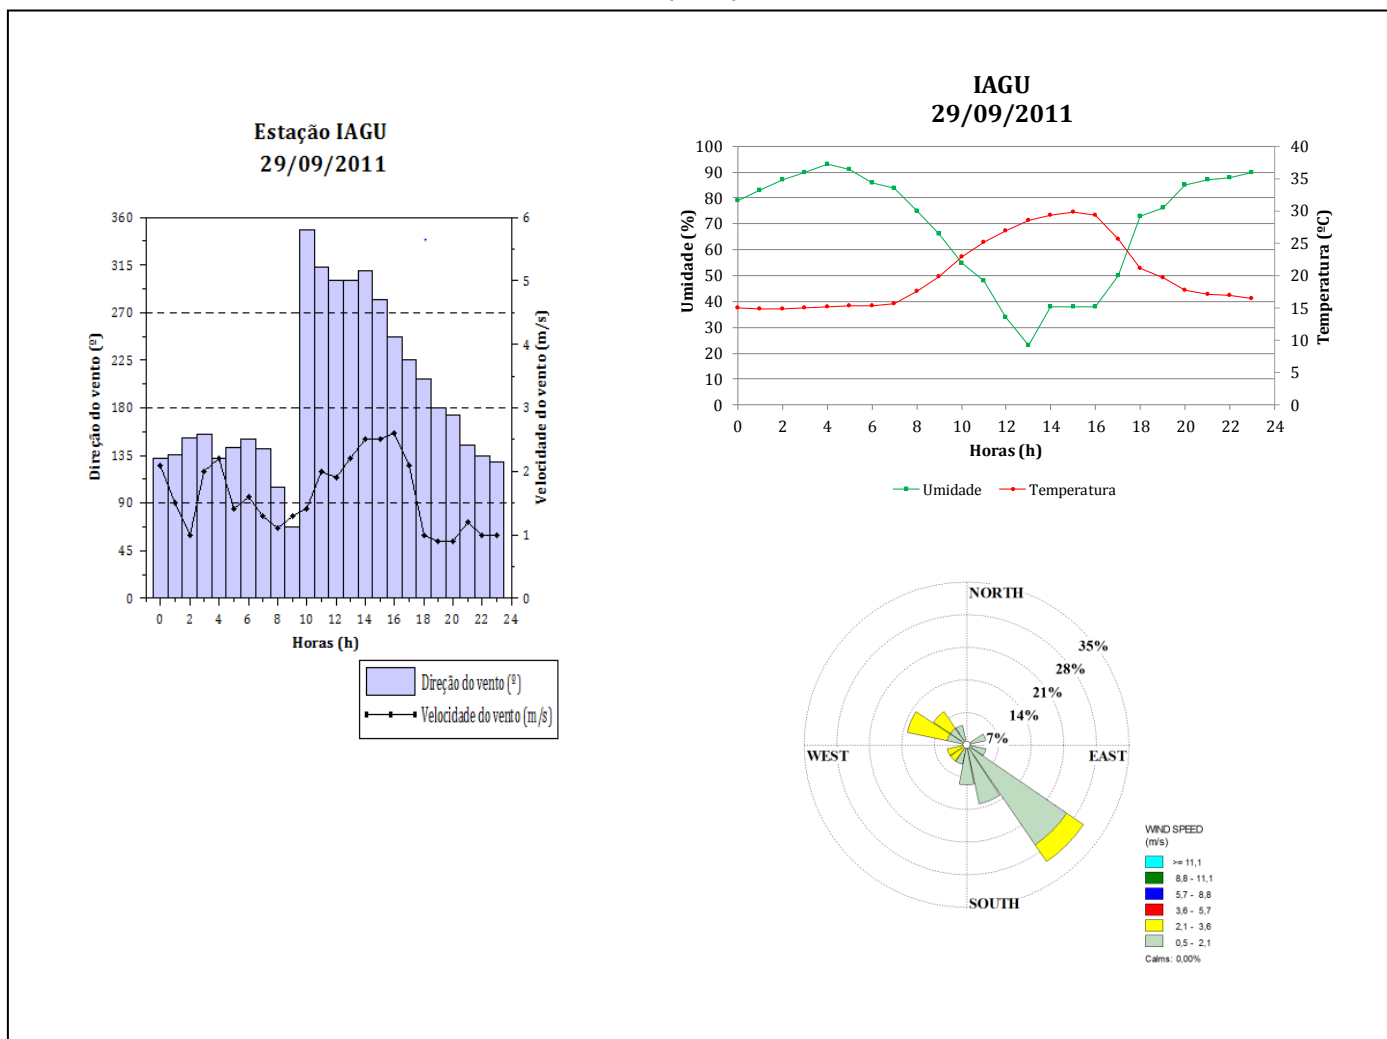 Estação IAGU
29/09/2011
360
315
270
225
180
135
90
45
0
Direção do vento (º)
6
5
4
3
2
1
0
Velocidade do vento (m/s)
0 2 4 6 8 10 12 14 16 18 20 22 24
Horas (h)
Direção do vento (º)
Velocidade do vento (m/s)
IAGU
29/09/2011
100
90
80
70
60
50
40
30
20
10
0
Umidade (%)
40
35
30
25
20
15
10
5
0
Temperatura (ºC)
0 2 4 6 8 10 12 14 16 18 20 22 24
Horas (h)
Umidade Temperatura
NORTH
35%
28%
21%
14%
7%
WEST
EAST
SOUTH
WIND SPEED
(m/s)
>= 11,1
8,8 - 11,1
5,7 - 8,8
3,6 - 5,7
2,1 - 3,6
0,5 - 2,1
Calms: 0,00%